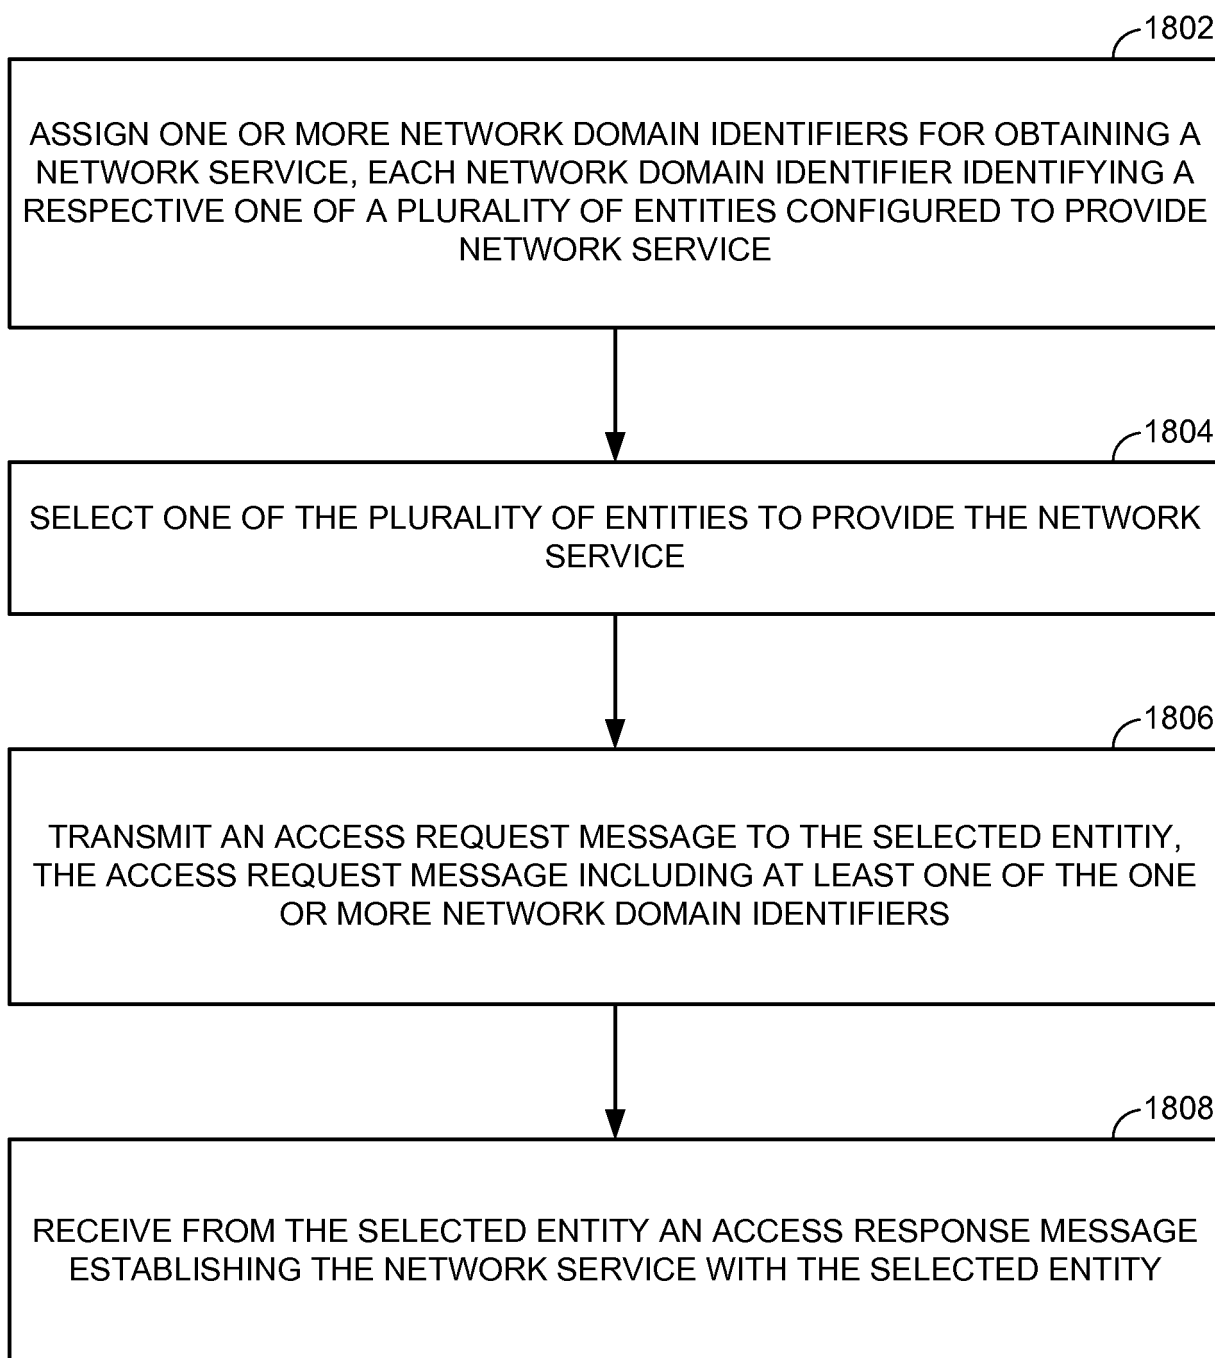 1802
ASSIGN ONE OR MORE NETWORK DOMAIN IDENTIFIERS FOR OBTAINING A
NETWORK SERVICE, EACH NETWORK DOMAIN IDENTIFIER IDENTIFYING A
RESPECTIVE ONE OF A PLURALITY OF ENTITIES CONFIGURED TO PROVIDE
NETWORK SERVICE
1804
SELECT ONE OF THE PLURALITY OF ENTITIES TO PROVIDE THE NETWORK
SERVICE
1806
TRANSMIT AN ACCESS REQUEST MESSAGE TO THE SELECTED ENTITIY,
THE ACCESS REQUEST MESSAGE INCLUDING AT LEAST ONE OF THE ONE
OR MORE NETWORK DOMAIN IDENTIFIERS
1808
RECEIVE FROM THE SELECTED ENTITY AN ACCESS RESPONSE MESSAGE
ESTABLISHING THE NETWORK SERVICE WITH THE SELECTED ENTITY